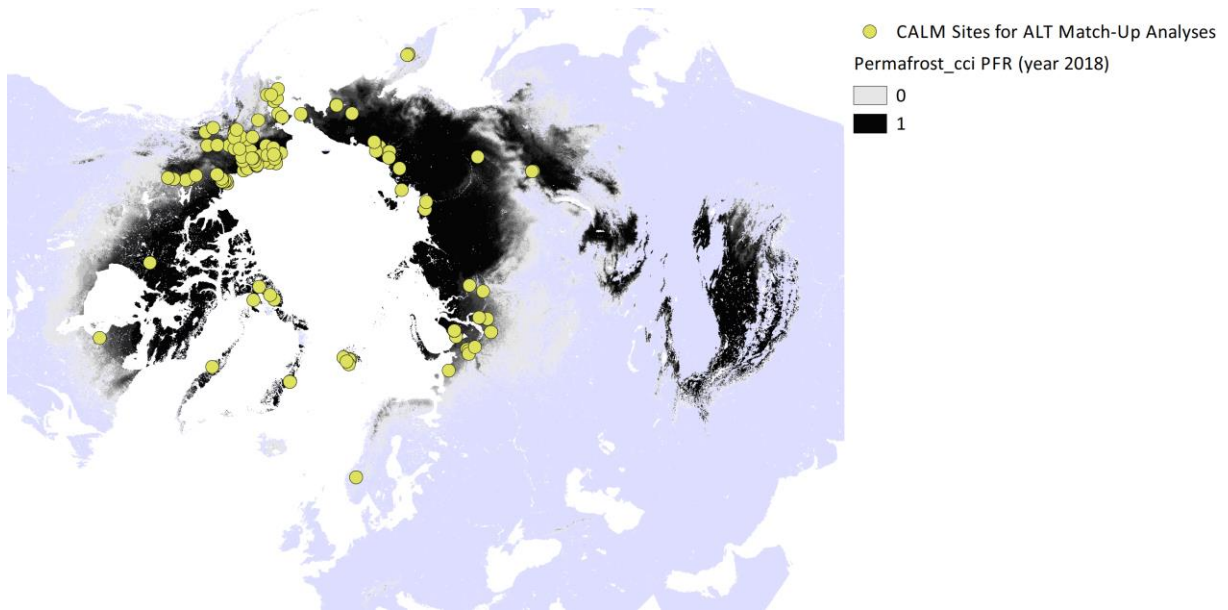 CALM Sites for ALT Match-Up Analyses
Permafrost_cci PFR (year 2018)
0
1